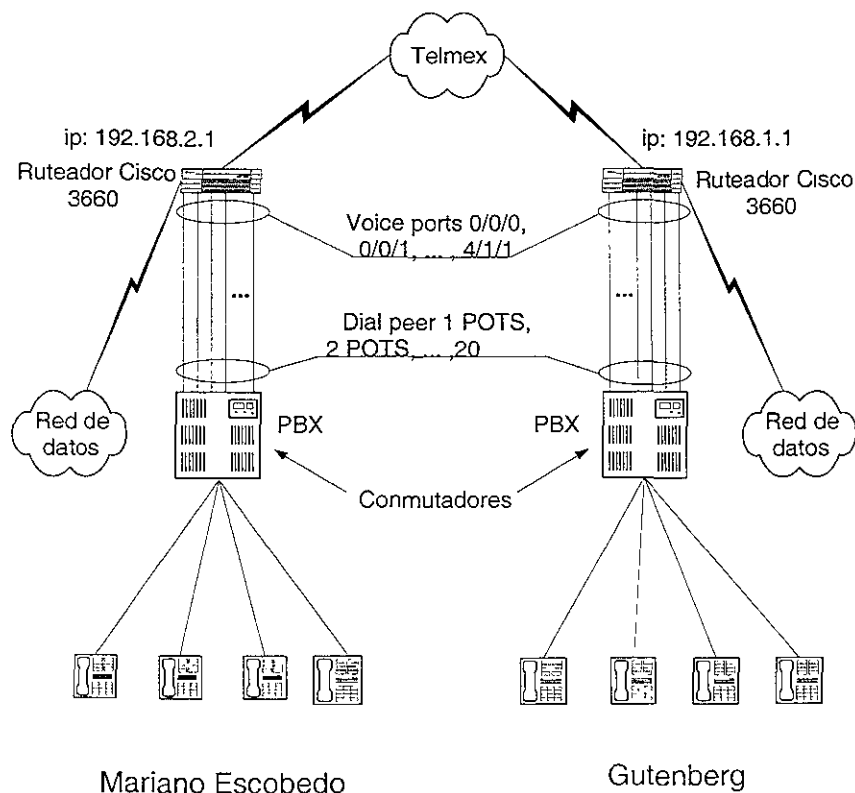 Telmex
ip: 192.168.2.1
ip: 192.168.1.1
Ruteador Cisco
3660
Ruteador Cisco
3660
Voice ports 0/0/0,
0/0/1, ... , 4/1/1
...
...
Dial peer 1 POTS,
2 POTS, ... ,20
Red de
datos
PBX
PBX
Red de
datos
Conmutadores
Mariano Escobedo
Gutenberg